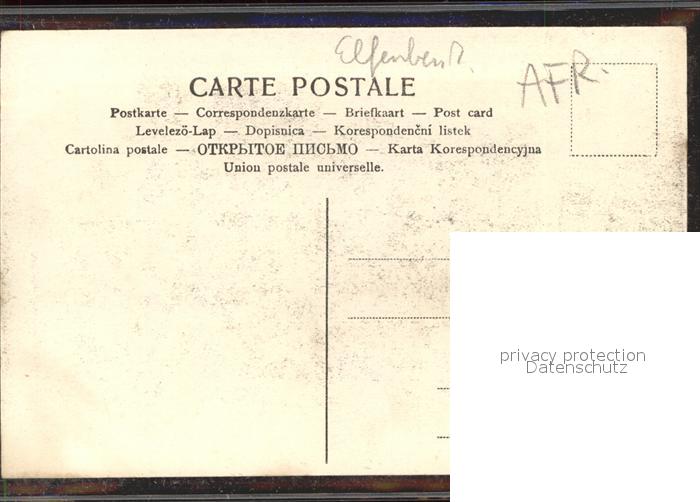 Elfenbenk.
AFR.
CARTE POSTALE
Postkarte — Correspondenzkarte — Briefkaart — Post card
Levelező-Lap — Dopisnica — Korespondenční listek
Cartolina postale — ОТКРЫТОЕ ПИСЬМО — Karta Korespondencyjna
Union postale universelle.
privacy protection
Datenschutz